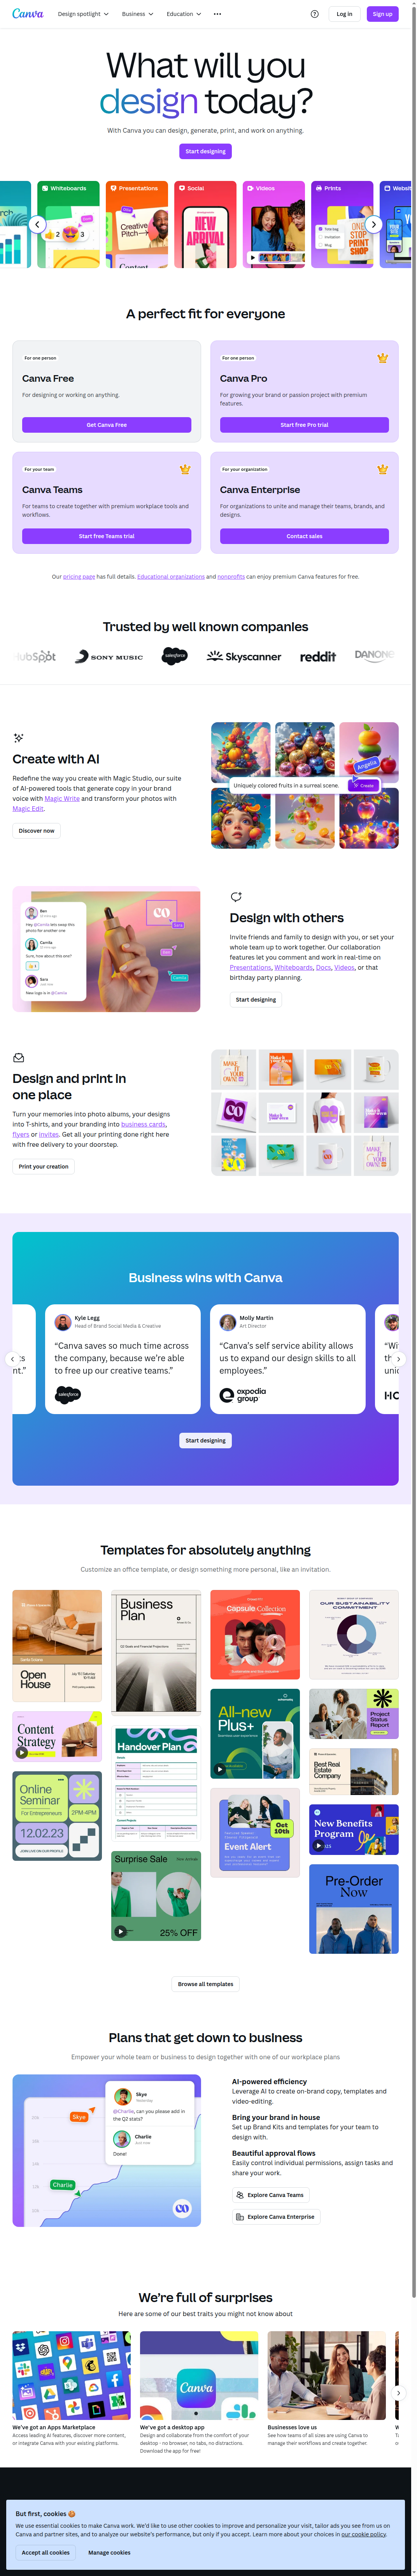 Canva
Design spotlight
Business
Education
Log in
Sign up
What will you
design today?
With Canva you can design, generate, print, and work on anything.
Start designing
Whiteboards
Presentations
Social
Videos
Prints
Creative
Pitch
NEW
ARRIVAL
ONE
STOP
PRINT
SHOP
A perfect fit for everyone
For one person
Canva Free
For designing or working on anything.
Get Canva Free
For one person
Canva Pro
For growing your brand or passion project with premium
features.
Start free Pro trial
For your team
Canva Teams
For teams to create together with premium workplace tools and
workflows.
Start free Teams trial
For your organization
Canva Enterprise
For organizations to unite and manage their teams, brands, and
designs.
Contact sales
Our pricing page has full details. Educational organizations and nonprofits can enjoy premium Canva features for free.
Trusted by well known companies
HubSpot
SONY MUSIC
salesforce
Skyscanner
reddit
DANONE
Create with AI
Redefine the way you create with Magic Studio, our suite
of AI-powered tools that generate copy in your brand
voice with Magic Write and transform your photos with
Magic Edit.
Discover now
Angelia
Uniquely colored fruits in a surreal scene.
Create
Design with others
Invite friends and family to design with you, or set your
whole team up to work together. Our collaboration
features let you comment and work in real-time on
Presentations, Whiteboards, Docs, Videos, or that
birthday party planning.
Start designing
Design and print in
one place
Turn your memories into photo albums, your designs
into T-shirts, and your branding into business cards,
flyers or invites. Get all your printing done right here
with free delivery to your doorstep.
Print your creation
Business wins with Canva
Kyle Legg
Head of Brand Social Media & Creative
“Canva saves so much time across
the company, because we’re able
to free up our creative teams.”
salesforce
Molly Martin
Art Director
“Canva’s self service ability allows
us to expand our design skills to all
employees.”
expedia
group
Start designing
Templates for absolutely anything
Customize an office template, or design something more personal, like an invitation.
Open
House
Business
Plan
Capsule Collection
OUR SUSTAINABILITY
COMMITMENT
Content
Strategy
Handover Plan
All-new
Plus+
Project
Status
Report
Best Real
Estate
Company
Online
Seminar
For Entrepreneurs
2PM-4PM
12.02.23
Oct
10th
Event Alert
New Benefits
Program
Surprise Sale
25% OFF
Pre-Order
Now
Browse all templates
Plans that get down to business
Empower your whole team or business to design together with one of our workplace plans
Skye
@Charlie, can you please add in
the Q2 stats?
Charlie
Done!
Skye
Charlie
AI-powered efficiency
Leverage AI to create on-brand copy, templates and
video-editing.
Bring your brand in house
Set up Brand Kits and templates for your team to
design with.
Beautiful approval flows
Easily control individual permissions, assign tasks and
share your work.
Explore Canva Teams
Explore Canva Enterprise
We’re full of surprises
Here are some of our best traits you might not know about
Canva
We’ve got an Apps Marketplace
Access leading AI features, discover more content,
or integrate Canva with your existing platforms.
We’ve got a desktop app
Design and collaborate from the comfort of your
desktop - no browser, no tabs, no distractions.
Download the app for free!
Businesses love us
See how teams of all sizes are using Canva to
manage their workflows and create together.
But first, cookies
We use essential cookies to make Canva work. We’d like to use other cookies to improve and personalize your visit, tailor ads you see from us on
Canva and partner sites, and to analyze our website’s performance, but only if you accept. Learn more about your choices in our cookie policy.
Accept all cookies
Manage cookies